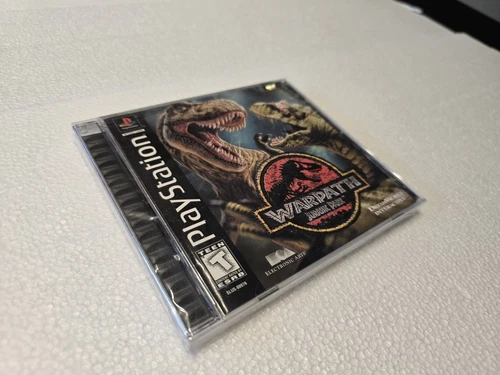 PlayStation
WARPATH
JURASSIC PARK
TEEN
T
ESRB
ELECTRONIC ARTS